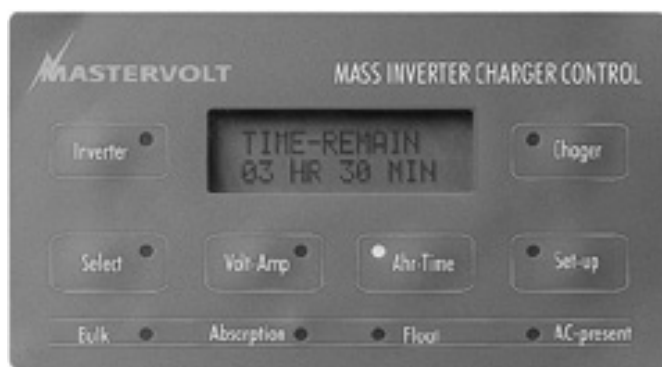 MASTERVOLT MASS INVERTER CHARGER CONTROL
Inverter TIME-REMAIN Chager
03 HR 30 MIN
Select Volt-Amp Ahr-Time Set-up
Bulk Absorption Float AC-present